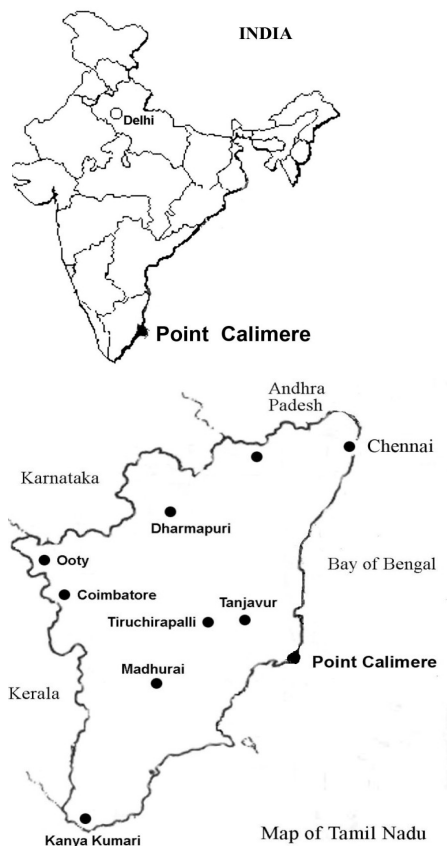 INDIA
Delhi
Point Calimere
Andhra
Padesh
Chennai
Karnataka
Dharmapuri
Ooty
Bay of Bengal
Coimbatore
Tanjavur
Tiruchirapalli
Point Calimere
Madhurai
Kerala
Kanya Kumari
Map of Tamil Nadu